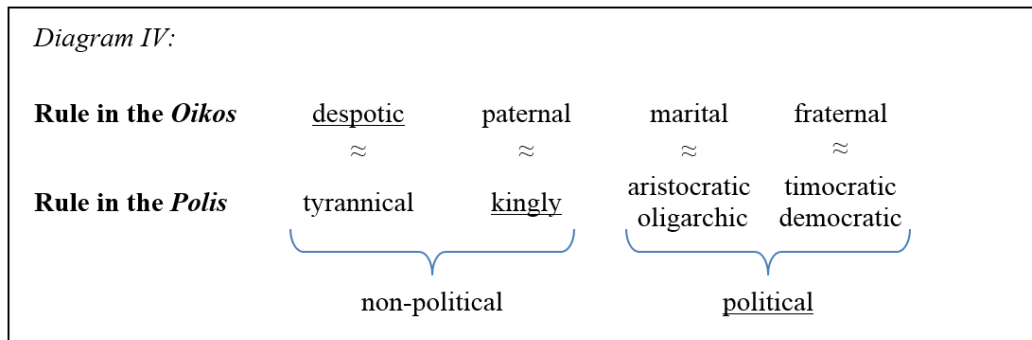 Diagram IV:
Rule in the Oikos despotic paternal marital fraternal
≈ ≈ ≈ ≈
Rule in the Polis tyrannical kingly aristocratic oligarchic timocratic democratic
non-political political